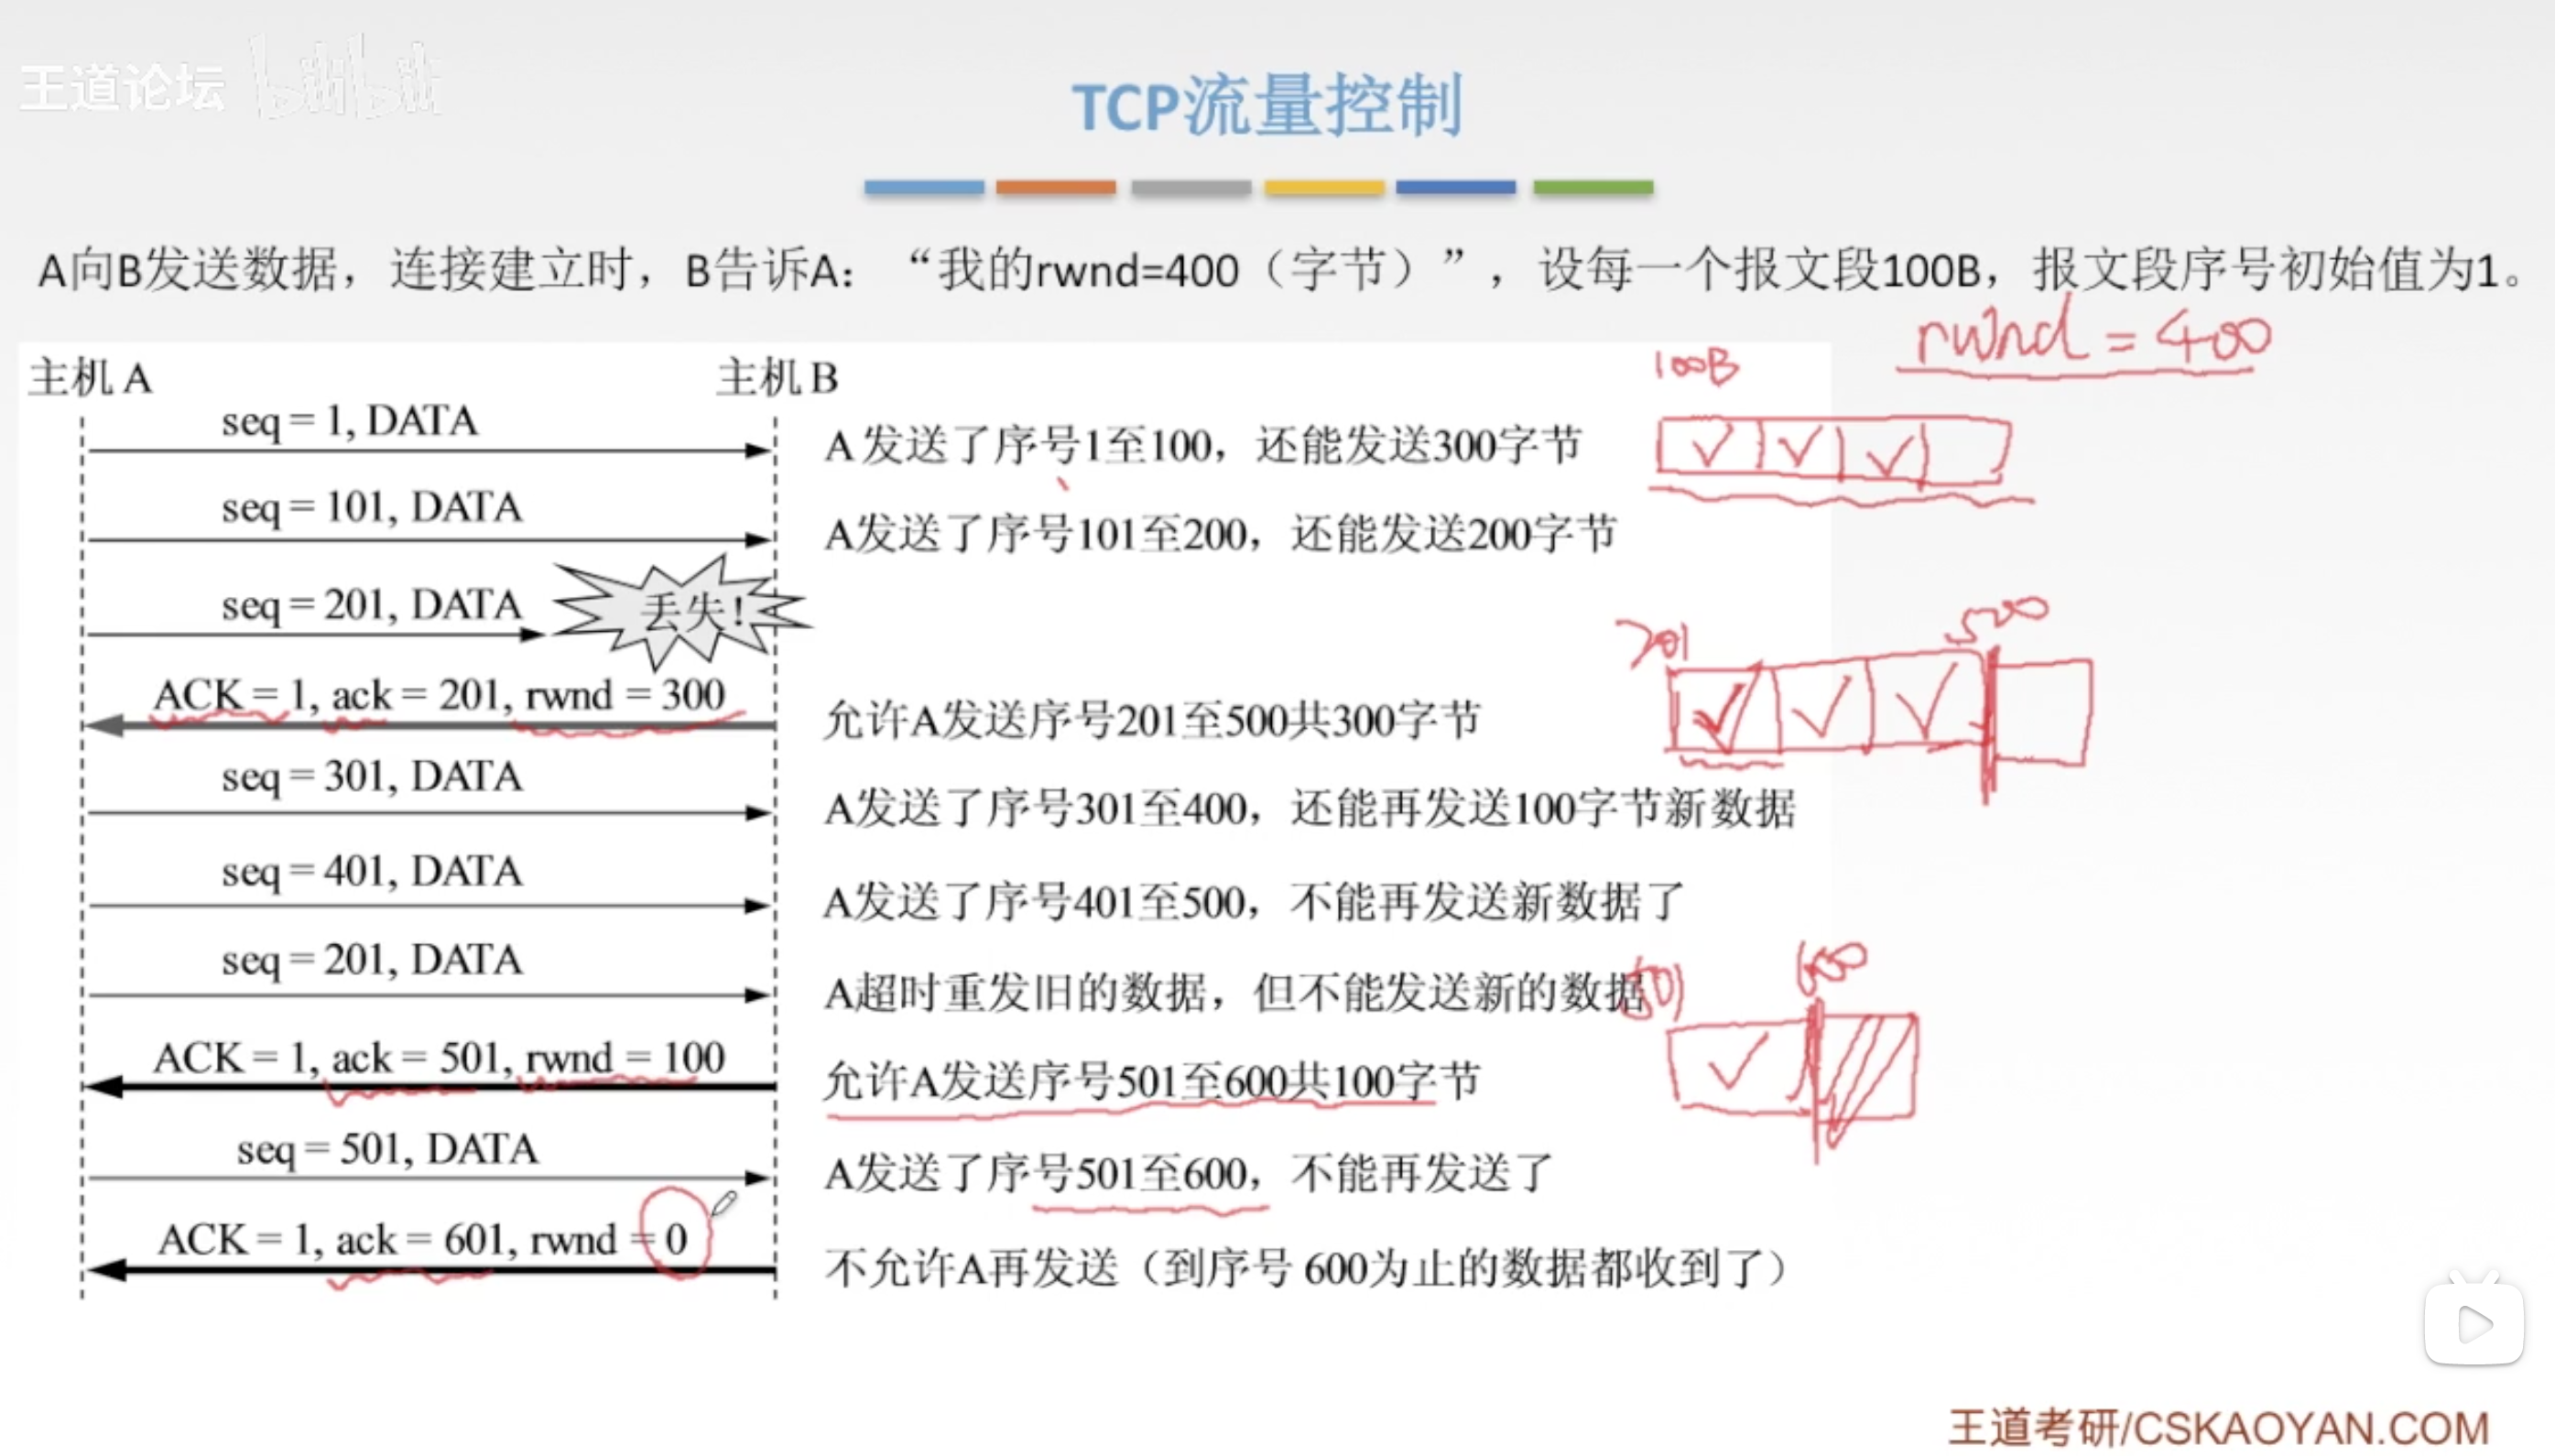 王道论坛 bilibili
TCP流量控制
A向B发送数据，连接建立时，B告诉A：“我的rwnd=400（字节）”，设每一个报文段100B，报文段序号初始值为1。
rwnd=400
100B
主机A 主机B
seq = 1, DATA
A发送了序号1至100，还能发送300字节
seq = 101, DATA
A发送了序号101至200，还能发送200字节
seq = 201, DATA
丢失！
201 500
ACK = 1, ack = 201, rwnd = 300
允许A发送序号201至500共300字节
seq = 301, DATA
A发送了序号301至400，还能再发送100字节新数据
seq = 401, DATA
A发送了序号401至500，不能再发送新数据了
seq = 201, DATA
A超时重发旧的数据，但不能发送新的数据
501 600
ACK = 1, ack = 501, rwnd = 100
允许A发送序号501至600共100字节
seq = 501, DATA
A发送了序号501至600，不能再发送了
ACK = 1, ack = 601, rwnd = 0
不允许A再发送（到序号 600为止的数据都收到了）
王道考研/CSKAOYAN.COM